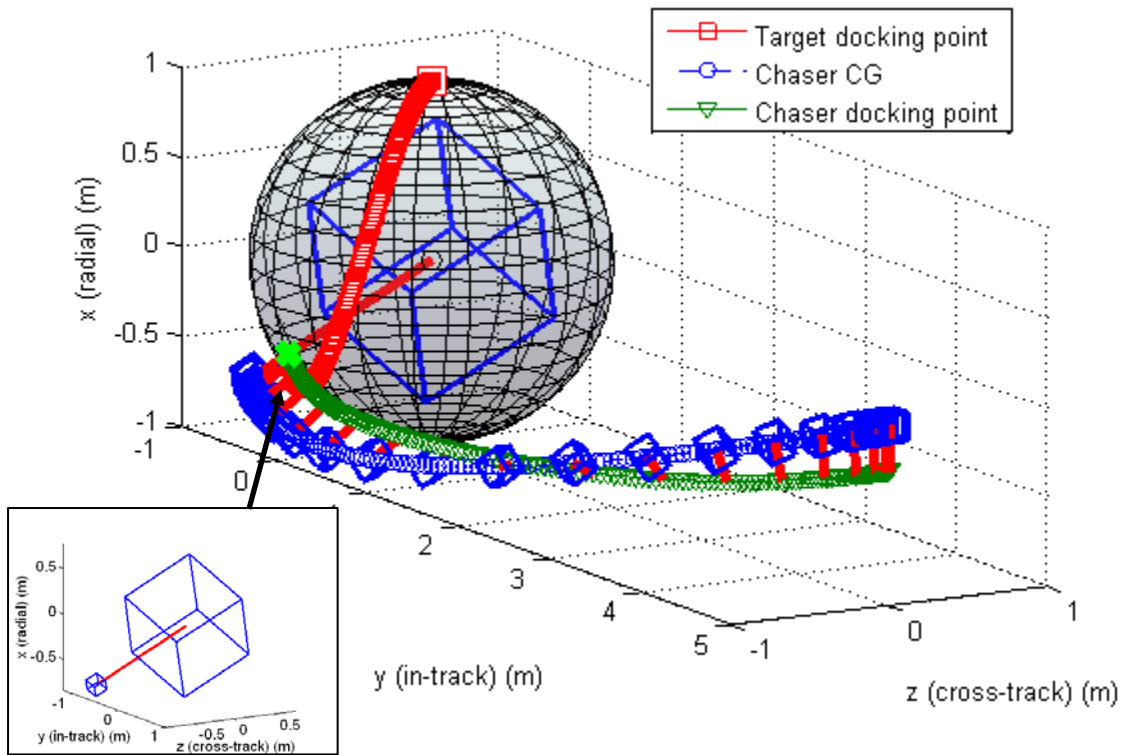 Target docking point
Chaser CG
Chaser docking point
1
0.5
0
-0.5
-1
x (radial) (m)
-1
0
2
3
4
5
y (in-track) (m)
-1
0
1
z (cross-track) (m)
0.5
0
-0.5
x (radial) (m)
-1
0
1
y (in-track) (m)
-0.5
0
0.5
z (cross-track) (m)